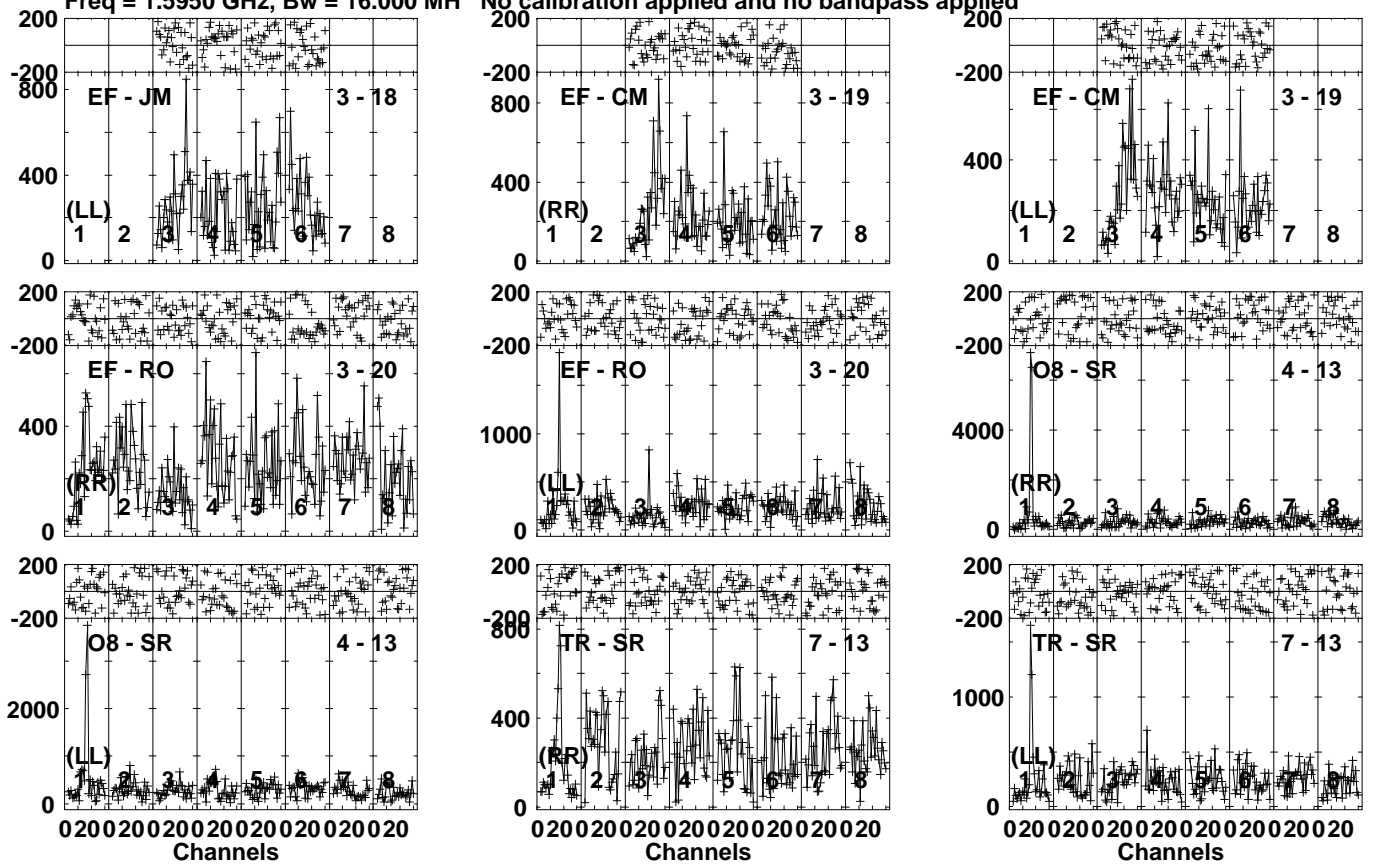 Freq = 1.5950 GHz, Bw = 16.000 MH No calibration applied and no bandpass applied
200 200 200
-200 -200 -200
800 EF - JM 3 - 18 800 EF - CM 3 - 19 EF - CM 3 - 19
400 400 400
(LL) (RR) (LL)
1 2 3 4 5 6 7 8 1 2 3 4 5 6 7 8 1 2 3 4 5 6 7 8
0 0 0
200 200 200
-200 -200 -200
EF - RO 3 - 20 EF - RO 3 - 20 O8 - SR 4 - 13
400 1000 4000
(RR) (LL) (RR)
1 2 3 4 5 6 7 8 1 2 3 4 5 6 7 8 1 2 3 4 5 6 7 8
0 0 0
200 200 200
-200 -200 -200
O8 - SR 4 - 13 800 TR - SR 7 - 13 TR - SR 7 - 13
2000 400 1000
(LL) (RR) (LL)
1 2 3 4 5 6 7 8 1 2 3 4 5 6 7 8 1 2 3 4 5 6 7 8
0 0 0
0 20 0 20 0 20 0 20 0 20 0 20 0 20 0 20 0 20 0 20 0 20 0 20 0 20 0 20 0 20 0 20 0 20 0 20 0 20 0 20 0 20 0 20 0 20 0 20
Channels Channels Channels